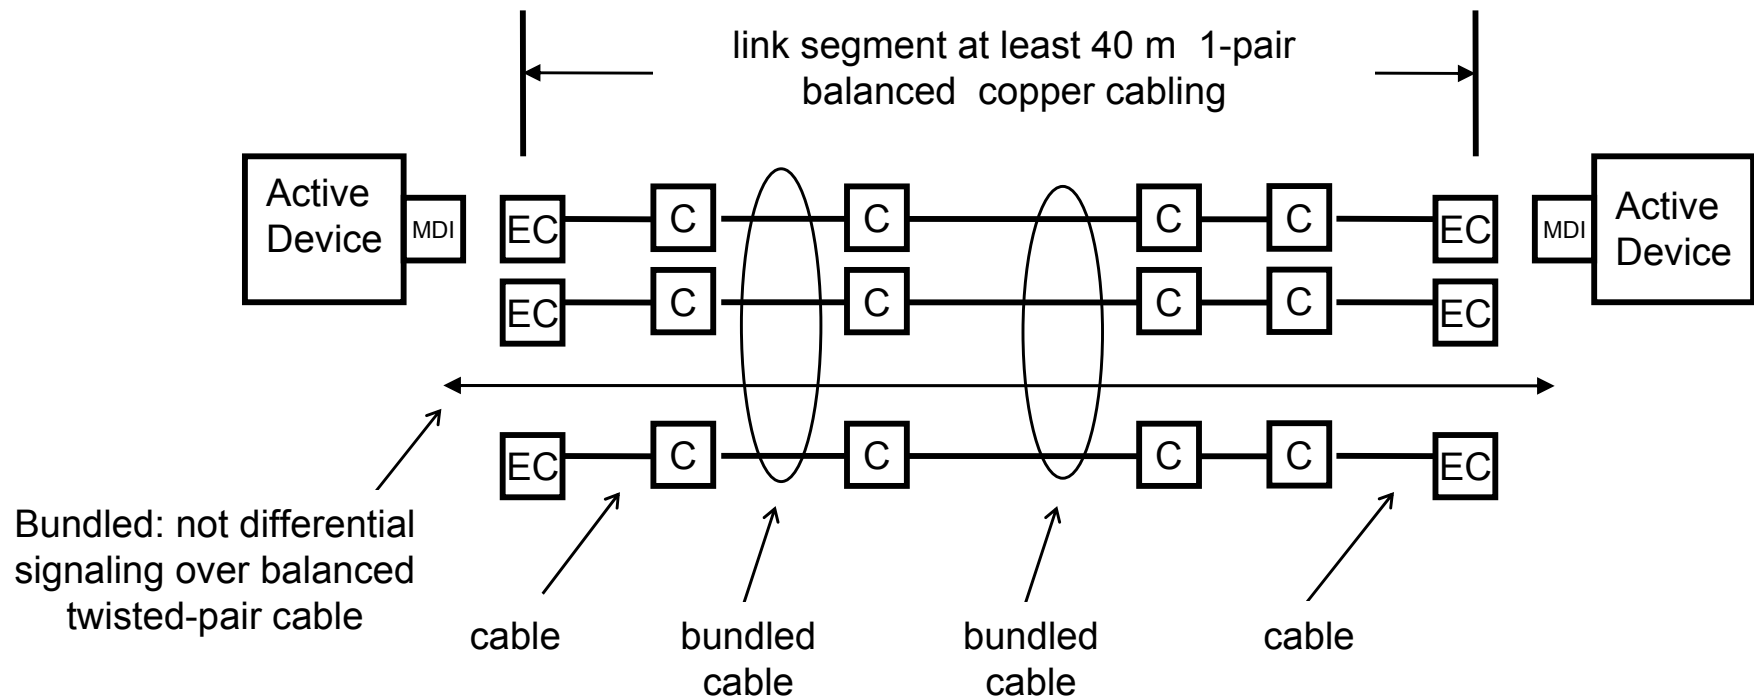 link segment at least 40 m 1-pair
balanced copper cabling
Active
Device
MDI
EC
C
C
C
C
EC
MDI
Active
Device
EC
C
C
C
C
EC
EC
C
C
C
C
EC
Bundled: not differential
signaling over balanced
twisted-pair cable
cable
bundled
cable
bundled
cable
cable